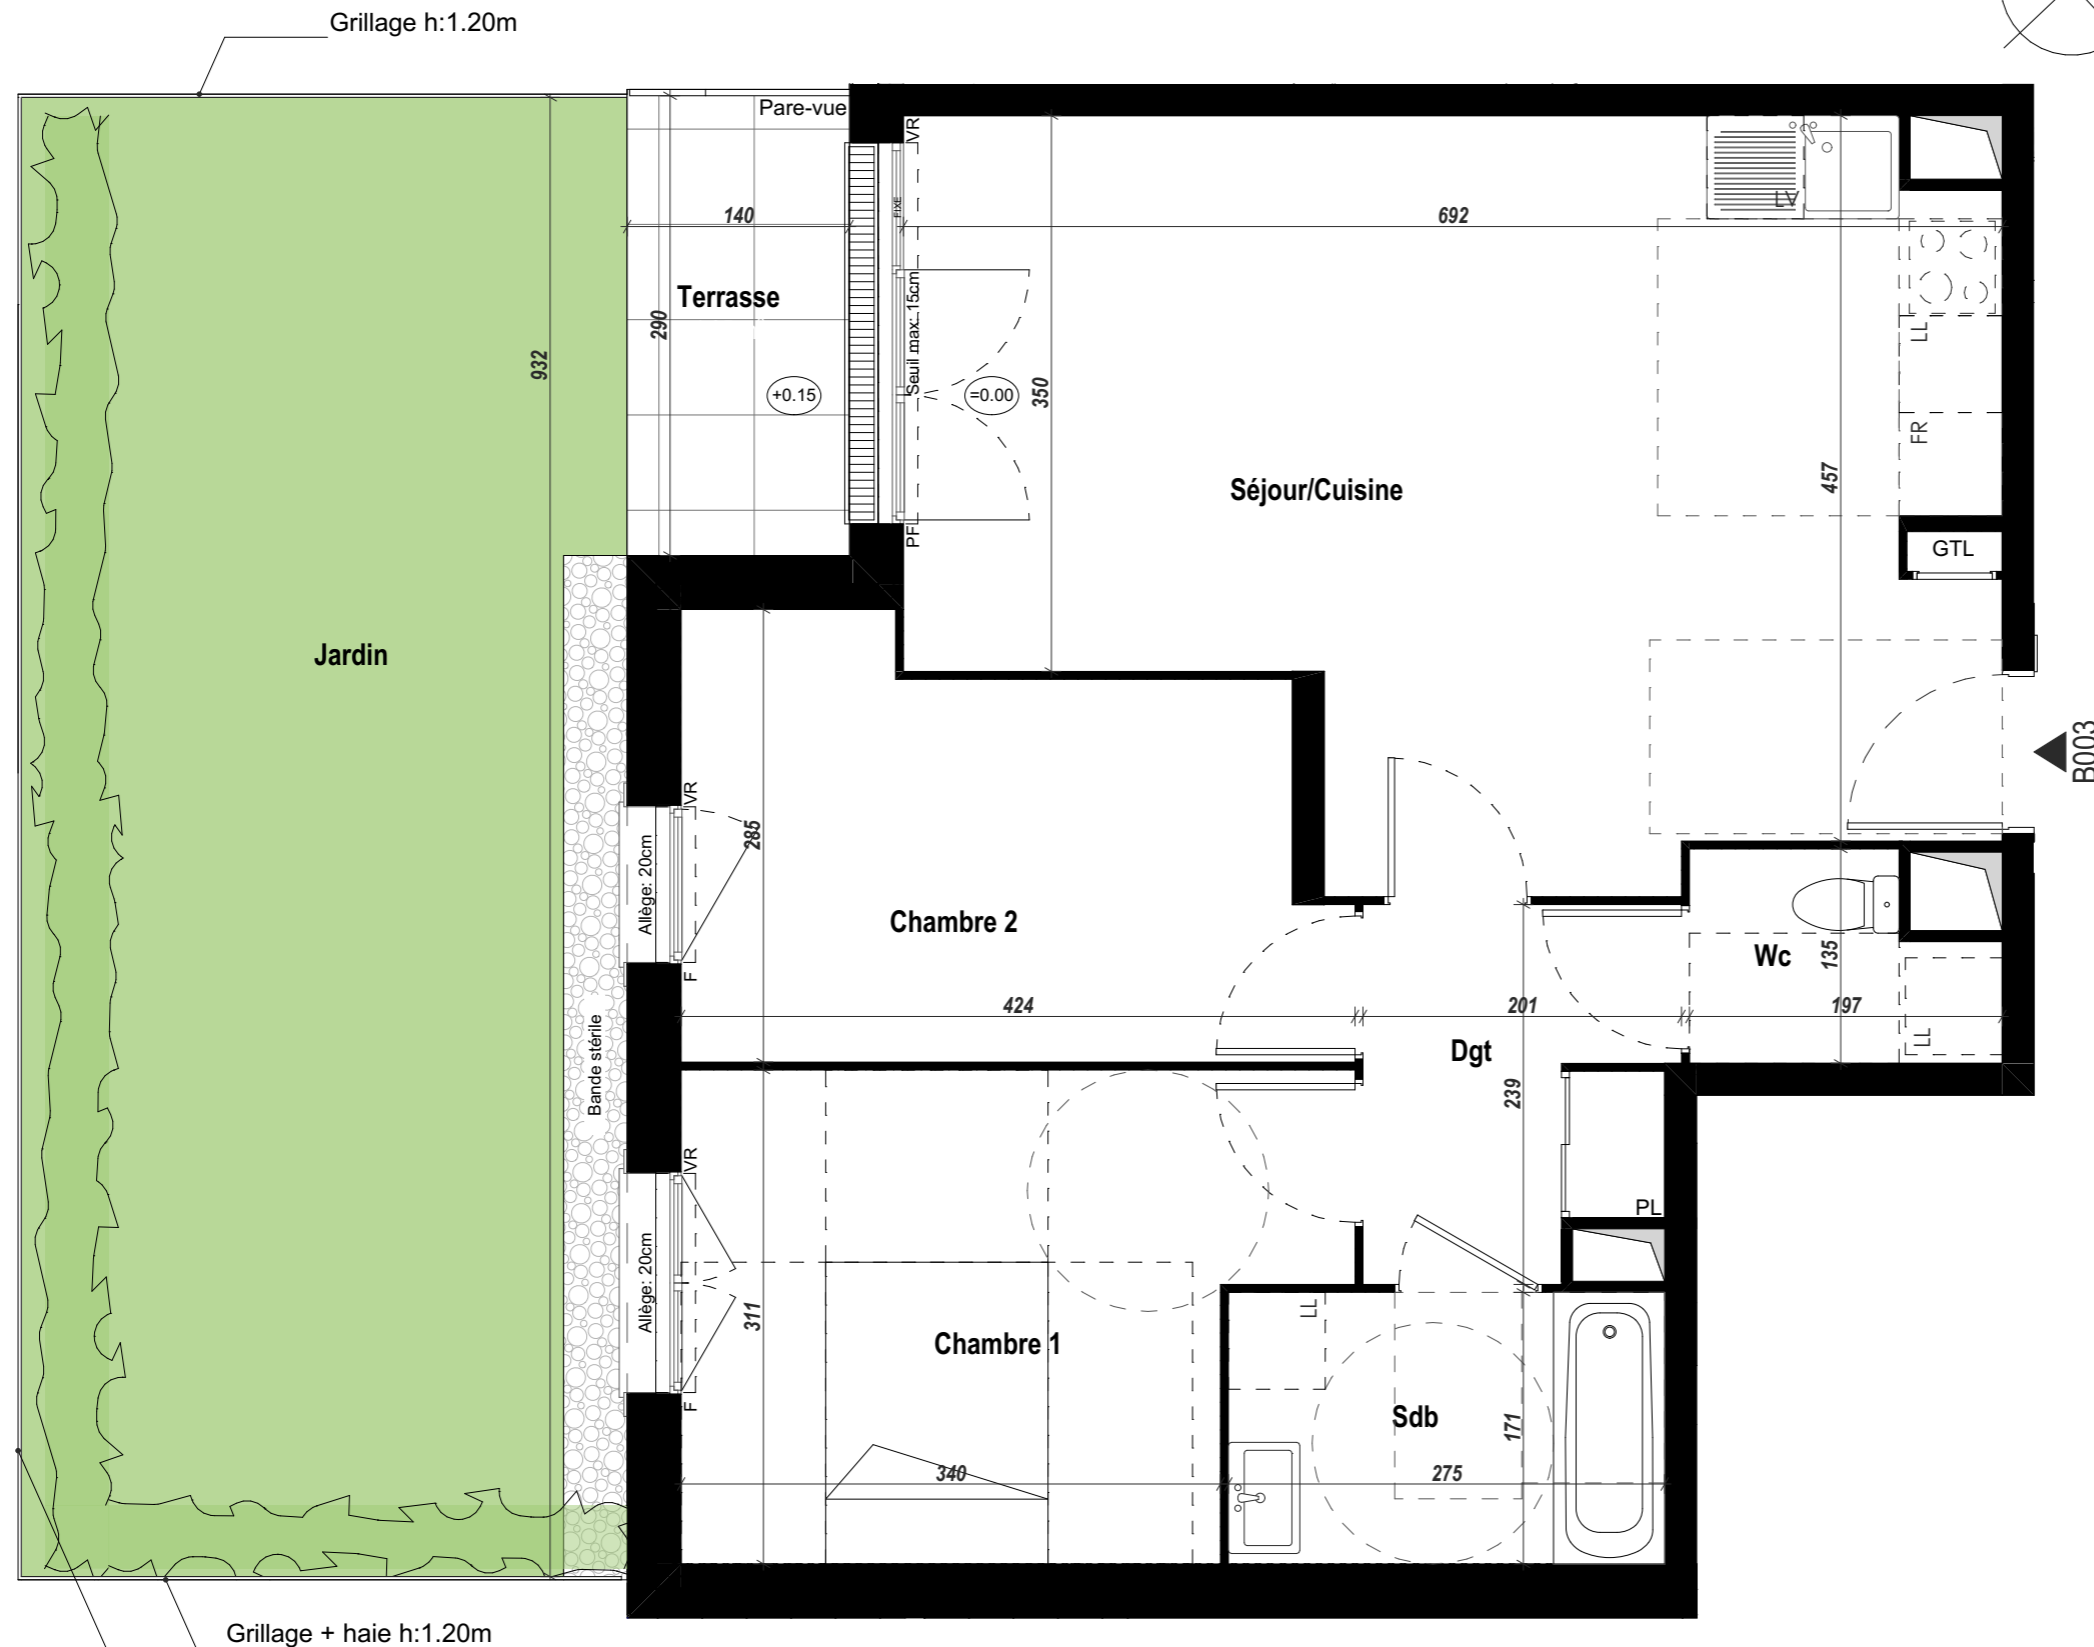 Grillage h:1.20m
Pare-vue
VR
FIXE
140
692
LV
Terrasse
290
Seuil max: 15cm
+0.15
=0.00
350
932
LL
FR
457
Séjour/Cuisine
PF
GTL
Jardin
B003
VR
285
Allège: 20cm
F
Chambre 2
Wc
135
424
201
197
LL
Dgt
Bande stérile
239
VR
PL
Allège: 20cm
311
LL
Chambre 1
F
Sdb
171
340
275
Grillage + haie h:1.20m